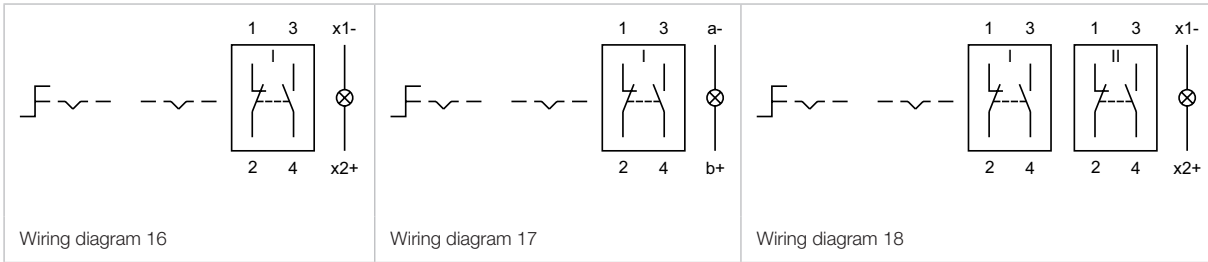 1 3 x1-
I
2 4 x2+
Wiring diagram 16
1 3 a-
I
2 4 b+
Wiring diagram 17
1 3 1 3 x1-
I II
2 4 2 4 x2+
Wiring diagram 18